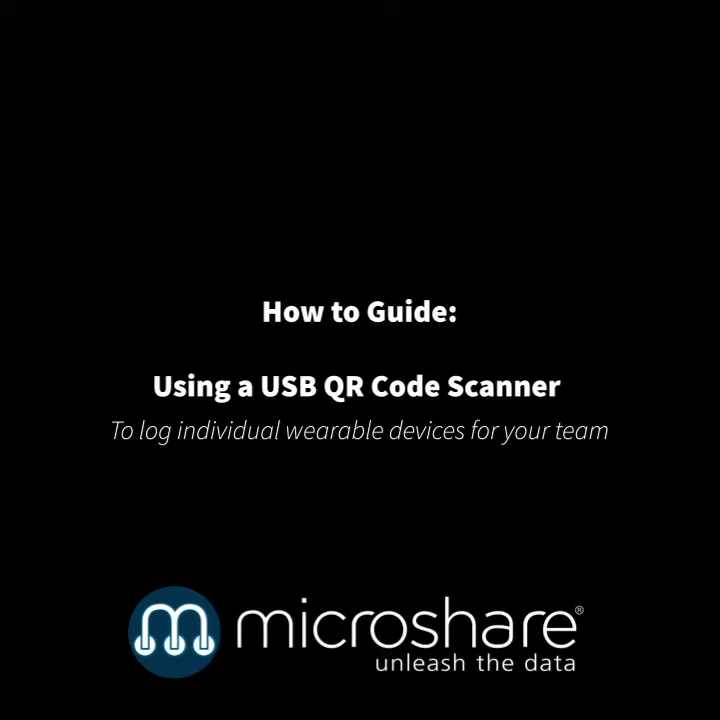 How to Guide:
Using a USB QR Code Scanner
To log individual wearable devices for your team
microshare®
unleash the data